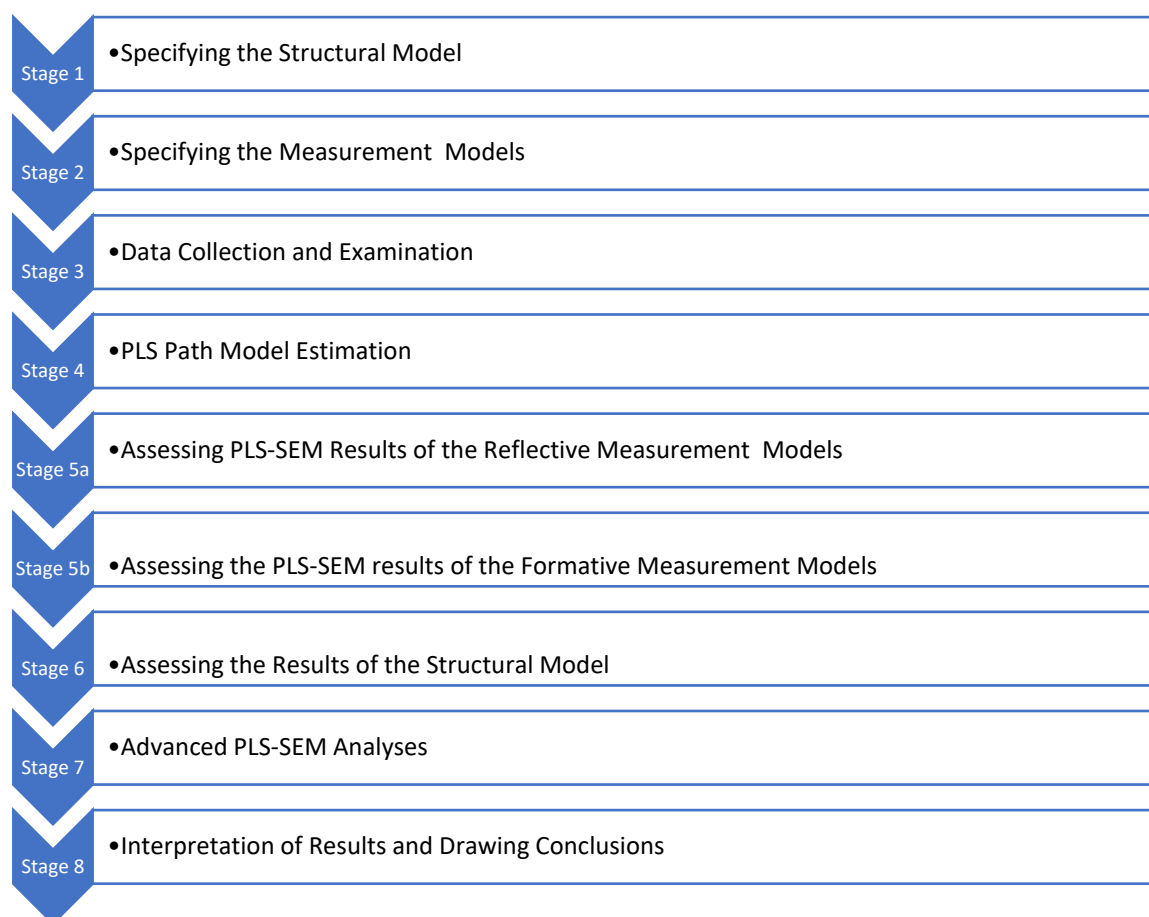 Stage 1
•Specifying the Structural Model
Stage 2
•Specifying the Measurement  Models
Stage 3
•Data Collection and Examination
Stage 4
•PLS Path Model Estimation
Stage 5a
•Assessing PLS-SEM Results of the Reflective Measurement  Models
Stage 5b
•Assessing the PLS-SEM results of the Formative Measurement Models
Stage 6
•Assessing the Results of the Structural Model
Stage 7
•Advanced PLS-SEM Analyses
Stage 8
•Interpretation of Results and Drawing Conclusions